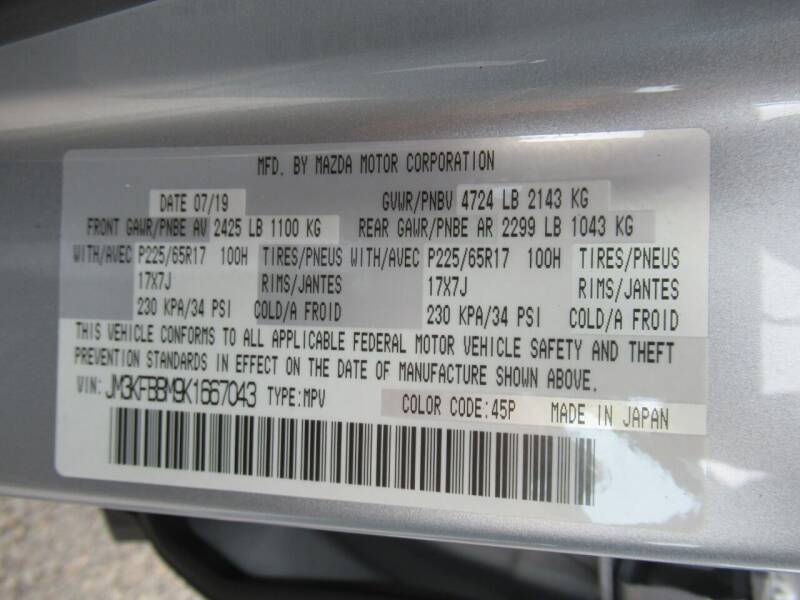 MFD. BY MAZDA MOTOR CORPORATION
DATE 07/19 GVWR/PNBV 4724 LB 2143 KG
FRONT GAWR/PNBE AV 2425 LB 1100 KG REAR GAWR/PNBE AR 2299 LB 1043 KG
WITH/AVEC P225/65R17 100H TIRES/PNEUS WITH/AVEC P225/65R17 100H TIRES/PNEUS
17X7J RIMS/JANTES 17X7J RIMS/JANTES
230 KPA/34 PSI COLD/A FROID 230 KPA/34 PSI COLD/A FROID
THIS VEHICLE CONFORMS TO ALL APPLICABLE FEDERAL MOTOR VEHICLE SAFETY AND THEFT
PREVENTION STANDARDS IN EFFECT ON THE DATE OF MANUFACTURE SHOWN ABOVE.
VIN: JM3KFBBM9K1667043 TYPE:MPV COLOR CODE:45P MADE IN JAPAN